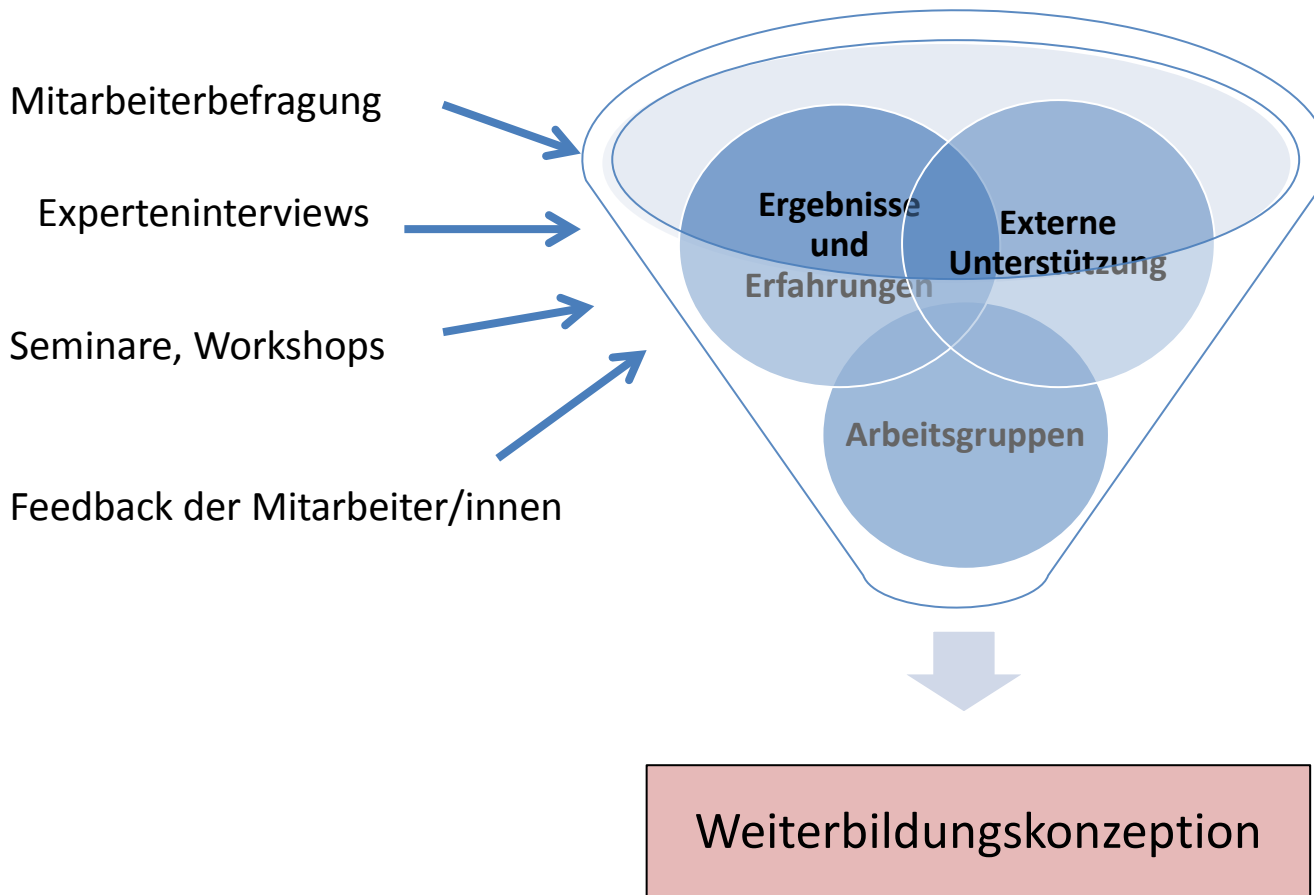 Mitarbeiterbefragung
Experteninterviews
Seminare, Workshops
Feedback der Mitarbeiter/innen
Ergebnisse
und
Erfahrungen
Externe
Unterstützung
Arbeitsgruppen
Weiterbildungskonzeption